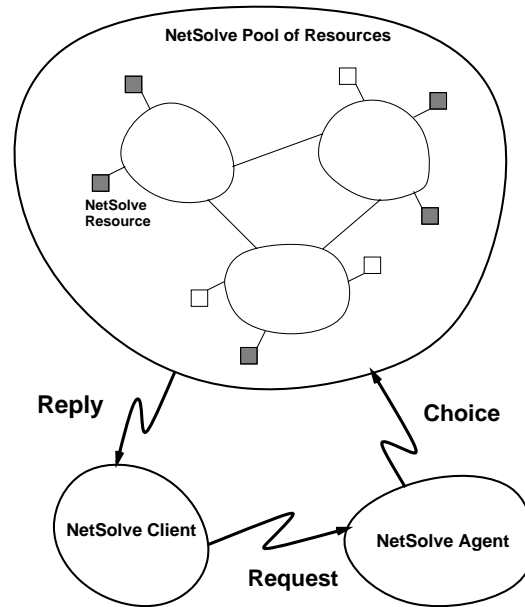 NetSolve Pool of Resources
NetSolve
Resource
Reply
Choice
NetSolve Client
NetSolve Agent
Request